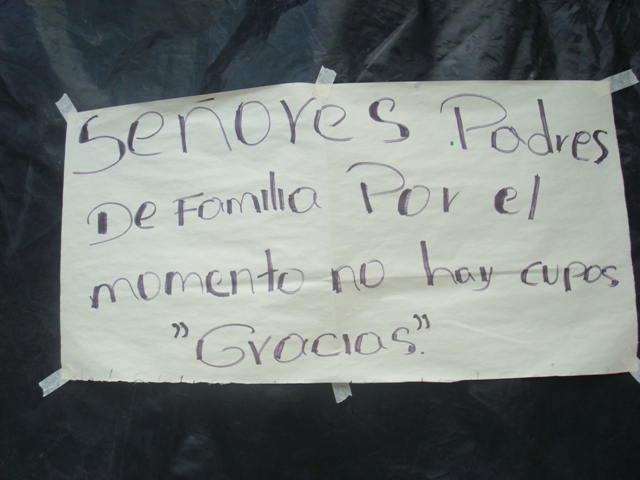 Señores Padres
De Familia Por el
momento no hay cupos
"Gracias".